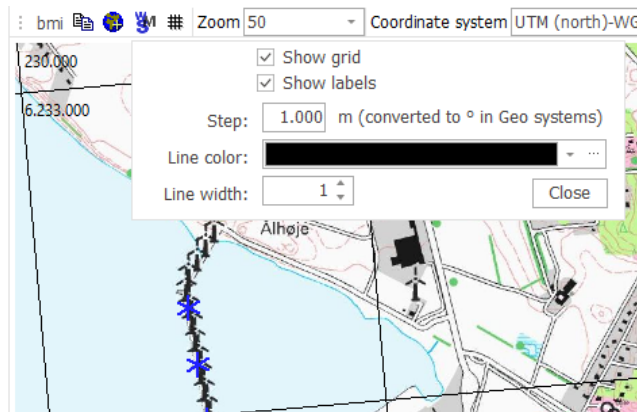 bmi Zoom 50 Coordinate system UTM (north)-WG
230.000
Show grid
Show labels
6.233.000
Step: 1.000 m (converted to º in Geo systems)
Line color:
Line width: 1 Close
Ålhøje